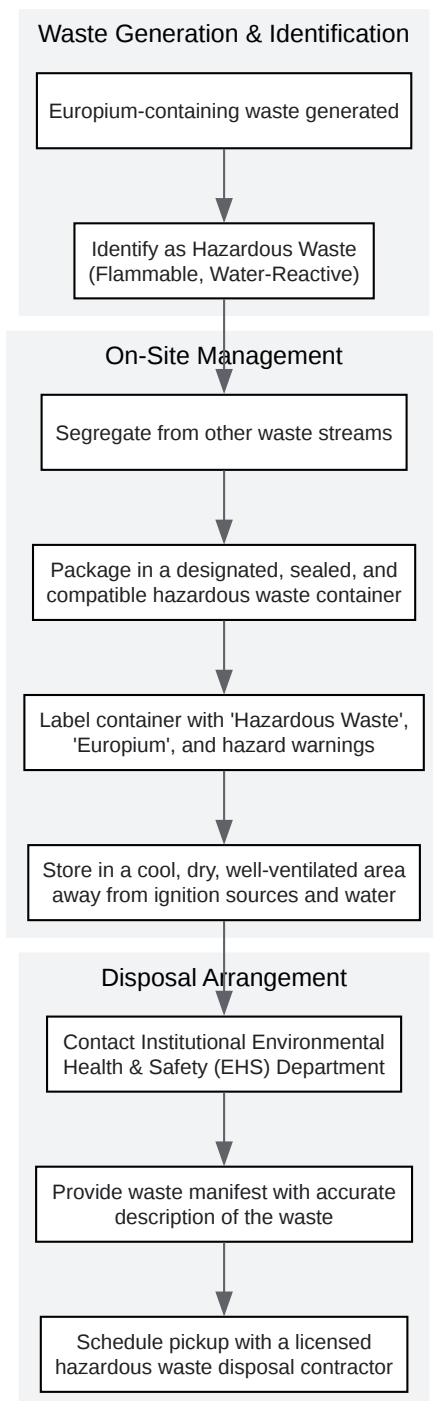 Waste Generation & Identification
Europium-containing waste generated
Identify as Hazardous Waste
(Flammable, Water-Reactive)
On-Site Management
Segregate from other waste streams
Package in a designated, sealed, and
compatible hazardous waste container
Label container with 'Hazardous Waste',
'Europium', and hazard warnings
Store in a cool, dry, well-ventilated area
away from ignition sources and water
Disposal Arrangement
Contact Institutional Environmental
Health & Safety (EHS) Department
Provide waste manifest with accurate
description of the waste
Schedule pickup with a licensed
hazardous waste disposal contractor